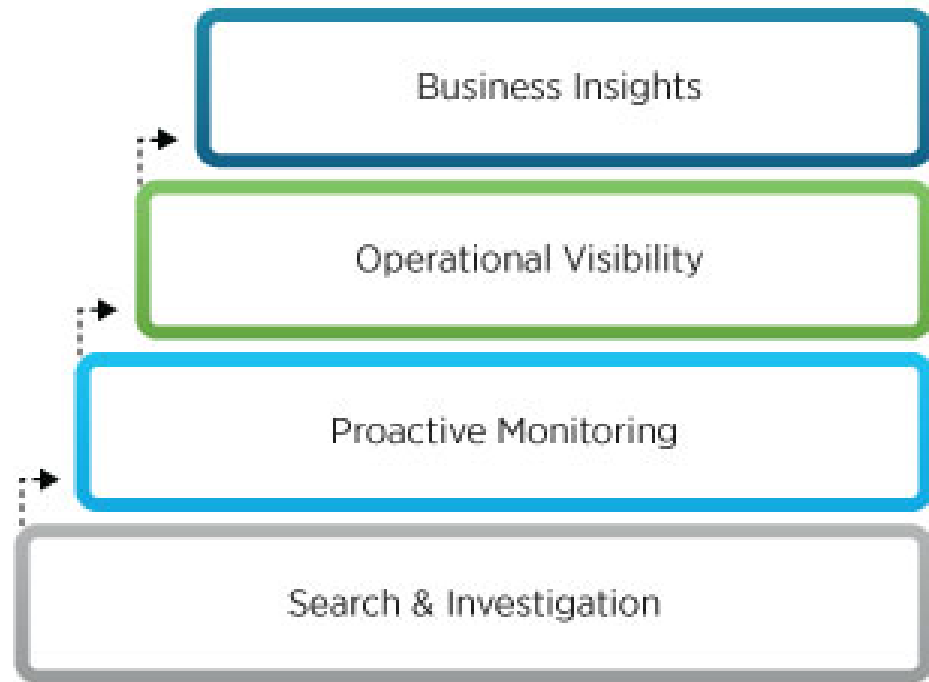 Business Insights
Operational Visibility
Proactive Monitoring
Search & Investigation